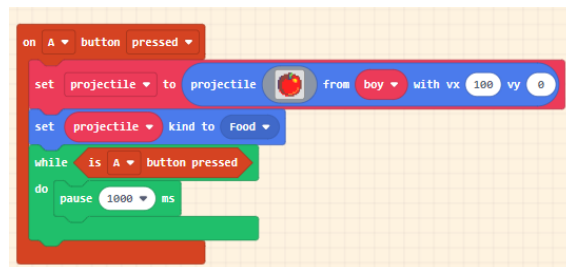 on A button pressed
set projectile to projectile from boy with vx 100 vy 0
set projectile kind to Food
while is A button pressed
do
pause 1000 ms